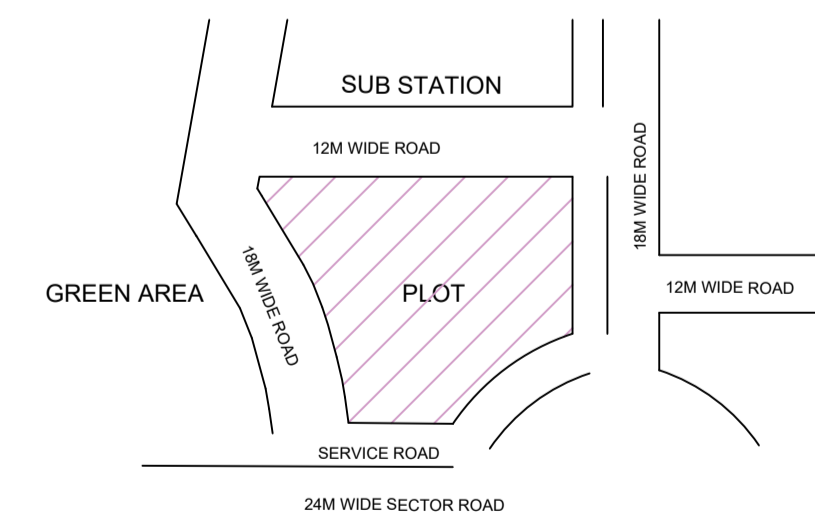 SUB STATION
12M WIDE ROAD
18M WIDE ROAD
GREEN AREA
18M WIDE ROAD
PLOT
12M WIDE ROAD
SERVICE ROAD
24M WIDE SECTOR ROAD